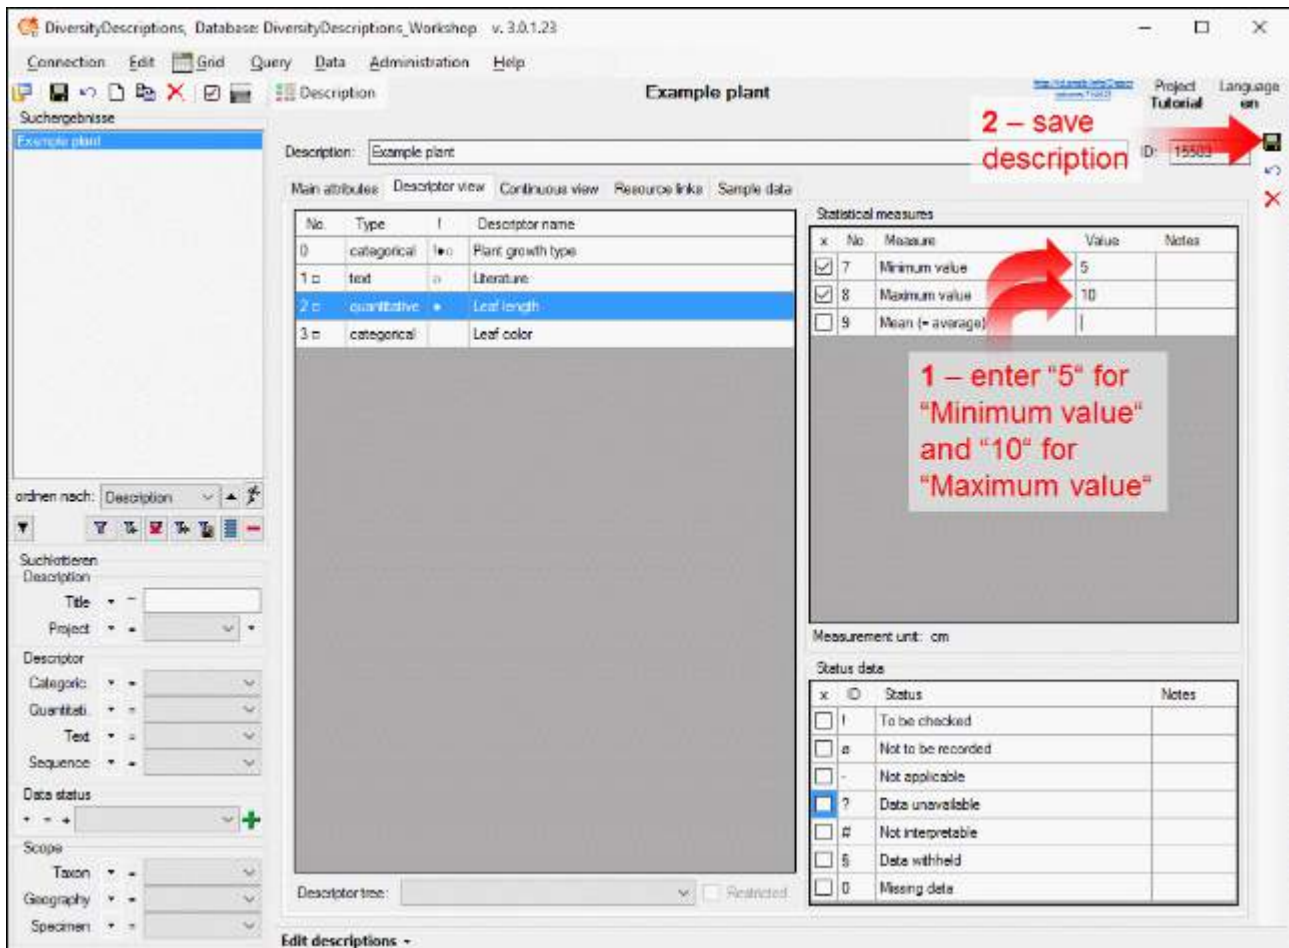 DiversityDescriptions, Database: DiversityDescriptions_Workshop v. 3.0.1.23
Connection Edit Grid Query Data Administration Help
Description
Example plant
Project
Tutorial
Language
en
Suchergebnisse
Example plant
2 – save
description
Description: Example plant
ID: 15503
Main attributes Descriptor view Continuous view Resource links Sample data
No. Type ! Descriptor name
0 categorical !●○ Plant growth type
1 □ text ○ Literature
2 □ quantitative ● Leaf length
3 □ categorical Leaf color
Statistical measures
x No. Measure Value Notes
7 Minimum value 5
8 Maximum value 10
9 Mean (= average)
1 – enter “5“ for
“Minimum value“
and “10“ for
“Maximum value“
ordnen nach: Description
Suchkriterien
Description
Title
Project
Descriptor
Categoric.
Quantitati.
Text
Sequence
Data status
Scope
Taxon
Geography
Specimen
Measurement unit: cm
Status data
x ID Status Notes
! To be checked
ø Not to be recorded
- Not applicable
? Data unavailable
# Not interpretable
§ Data withheld
0 Missing data
Descriptor tree: Restricted
Edit descriptions